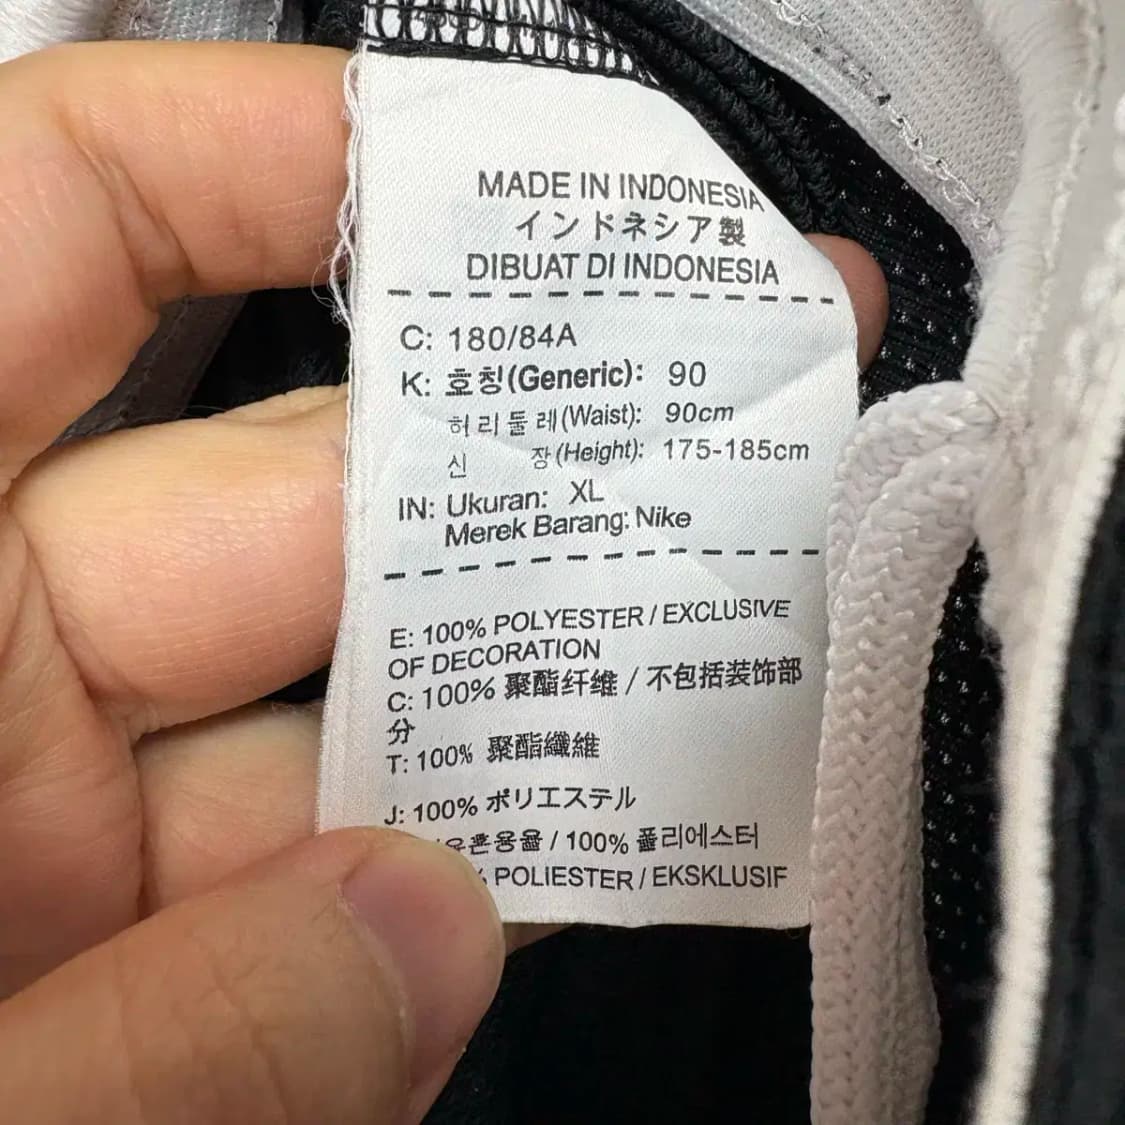 MADE IN INDONESIA
インドネシア製
DIBUAT DI INDONESIA
C: 180/84A
K: 호칭(Generic): 90
허리둘레(Waist): 90cm
신 장(Height): 175-185cm
IN: Ukuran: XL
Merek Barang: Nike
E: 100% POLYESTER / EXCLUSIVE
OF DECORATION
C: 100% 聚酯纤维 / 不包括装饰部
分
T: 100% 聚酯纖維
J: 100% ポリエステル
/ 100% 폴리에스터
% POLIESTER / EKSKLUSIF